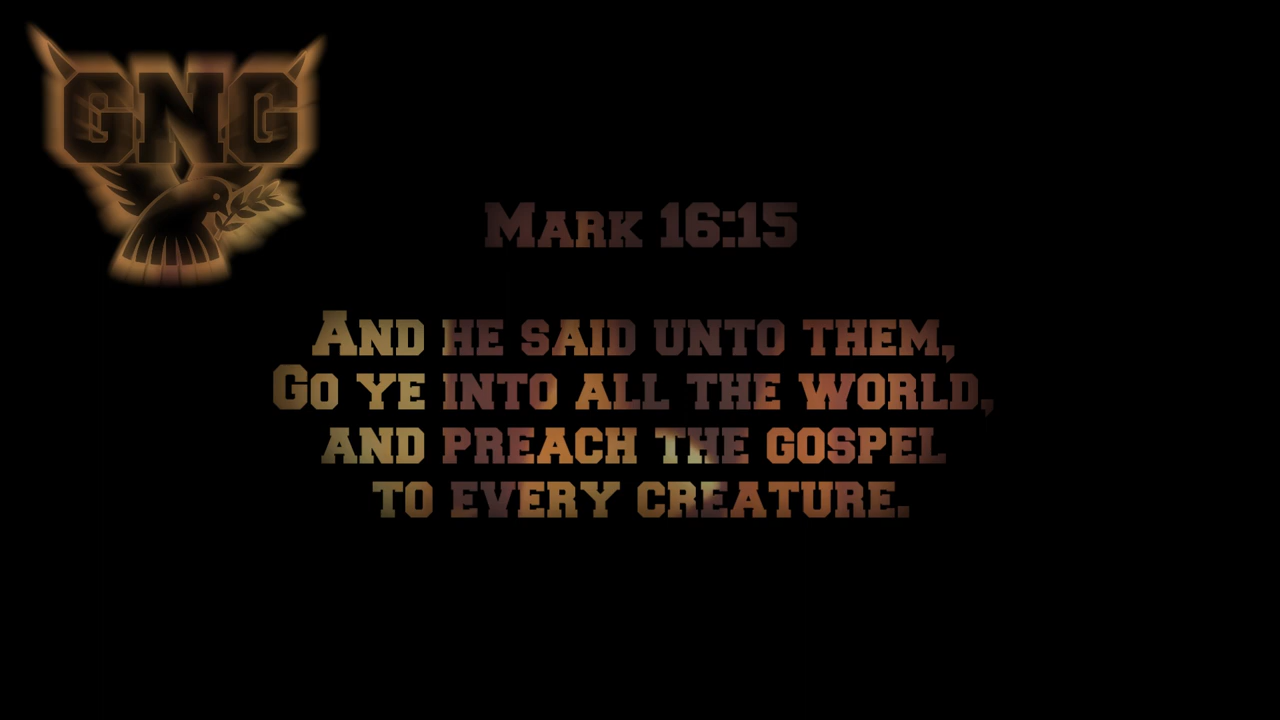 GNG
Mark 16:15
And he said unto them,
Go ye into all the world,
and preach the gospel
to every creature.